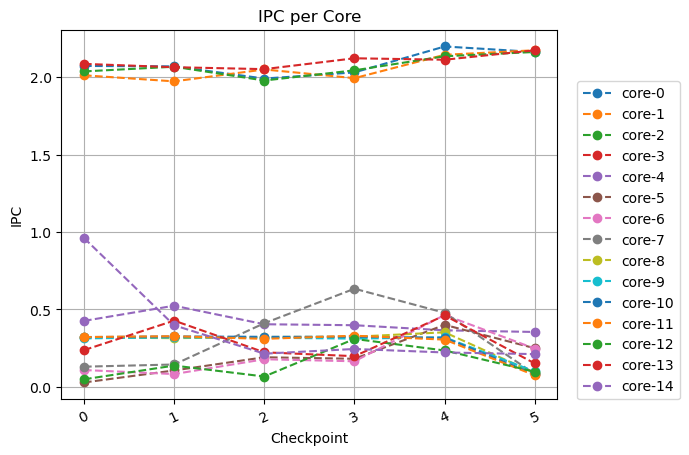 IPC per Core
2.0
1.5
1.0
0.5
0.0
IPC
0 1 2 3 4 5
Checkpoint
core-0
core-1
core-2
core-3
core-4
core-5
core-6
core-7
core-8
core-9
core-10
core-11
core-12
core-13
core-14